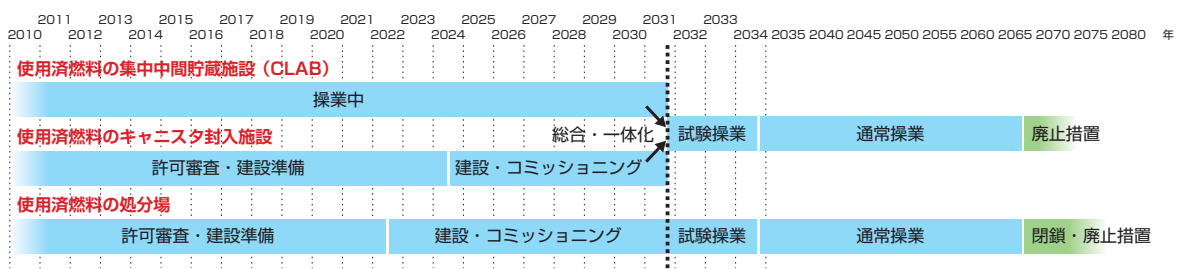 2011 2013 2015 2017 2019 2021 2023 2025 2027 2029 2031 2033
2010 2012 2014 2016 2018 2020 2022 2024 2026 2028 2030 2032 2034 2035 2040 2045 2050 2055 2060 2065 2070 2075 2080 年
使用済燃料の集中中間貯蔵施設（CLAB）
操業中
使用済燃料のキャニスタ封入施設
総合・一体化
試験操業 通常操業 廃止措置
許可審査・建設準備 建設・コミッショニング
使用済燃料の処分場
許可審査・建設準備 建設・コミッショニング 試験操業 通常操業 閉鎖・廃止措置